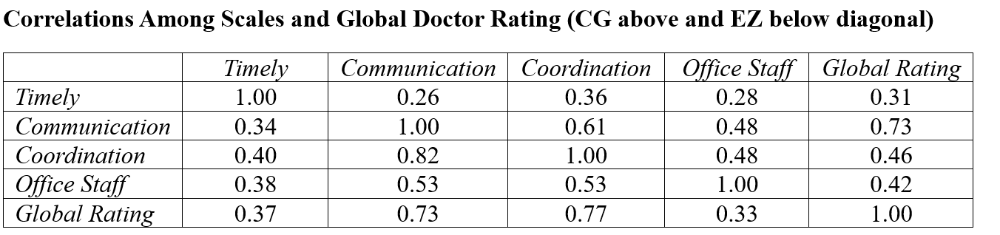 Correlations Among Scales and Global Doctor Rating (CG above and EZ below diagonal)
Timely Communication Coordination Office Staff Global Rating
Timely 1.00 0.26 0.36 0.28 0.31
Communication 0.34 1.00 0.61 0.48 0.73
Coordination 0.40 0.82 1.00 0.48 0.46
Office Staff 0.38 0.53 0.53 1.00 0.42
Global Rating 0.37 0.73 0.77 0.33 1.00